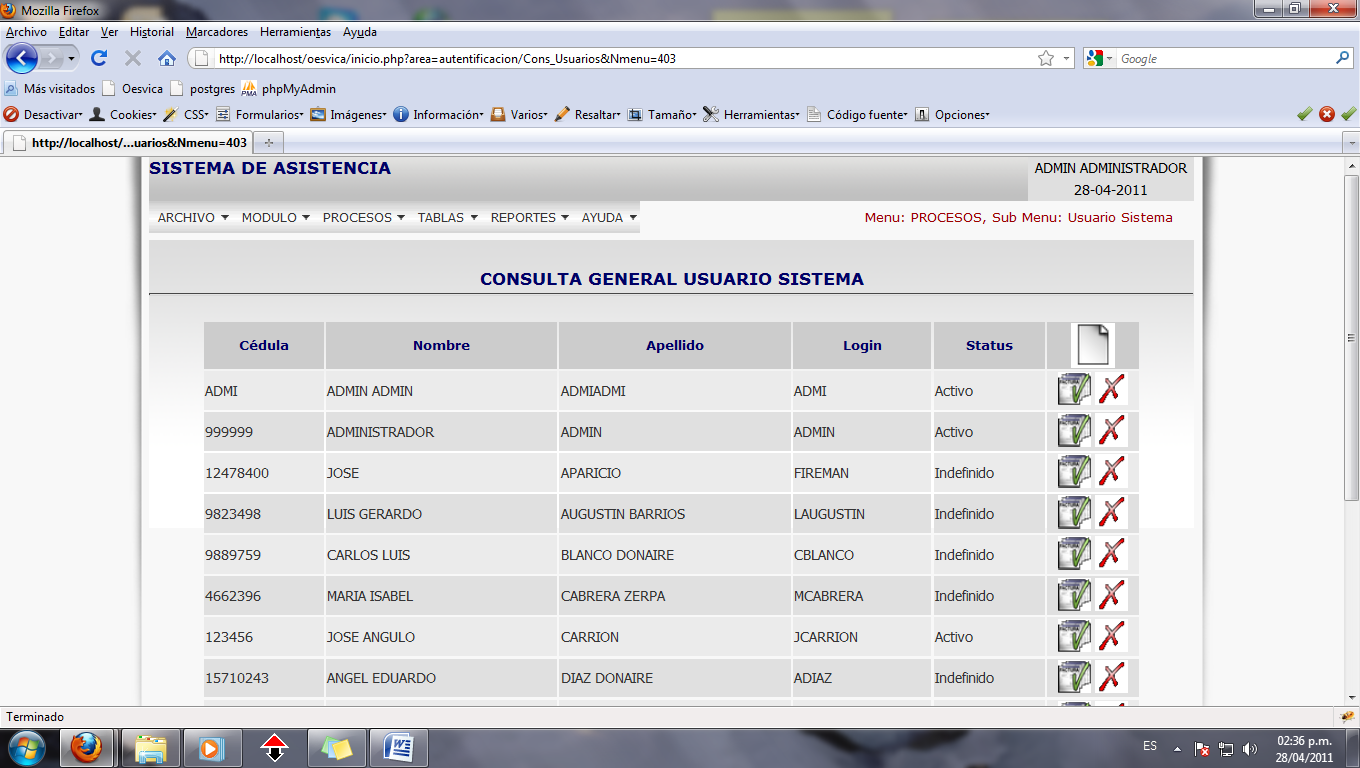 Mozilla Firefox
Archivo Editar Ver Historial Marcadores Herramientas Ayuda
http://localhost/oesvica/inicio.php?area=autentificacion/Cons_Usuarios&Nmenu=403 Google
Más visitados Oesvica postgres phpMyAdmin
Desactivar Cookies CSS Formularios Imágenes Información Varios Resaltar Tamaño Herramientas Código fuente Opciones
http://localhost/...uarios&Nmenu=403
SISTEMA DE ASISTENCIA ADMIN ADMINISTRADOR
28-04-2011
ARCHIVO MODULO PROCESOS TABLAS REPORTES AYUDA Menu: PROCESOS, Sub Menu: Usuario Sistema
CONSULTA GENERAL USUARIO SISTEMA
Cédula Nombre Apellido Login Status
ADMI ADMIN ADMIN ADMIADMI ADMI Activo
999999 ADMINISTRADOR ADMIN ADMIN Activo
12478400 JOSE APARICIO FIREMAN Indefinido
9823498 LUIS GERARDO AUGUSTIN BARRIOS LAUGUSTIN Indefinido
9889759 CARLOS LUIS BLANCO DONAIRE CBLANCO Indefinido
4662396 MARIA ISABEL CABRERA ZERPA MCABRERA Indefinido
123456 JOSE ANGULO CARRION JCARRION Activo
15710243 ANGEL EDUARDO DIAZ DONAIRE ADIAZ Indefinido
Terminado
ES 02:36 p.m.
28/04/2011